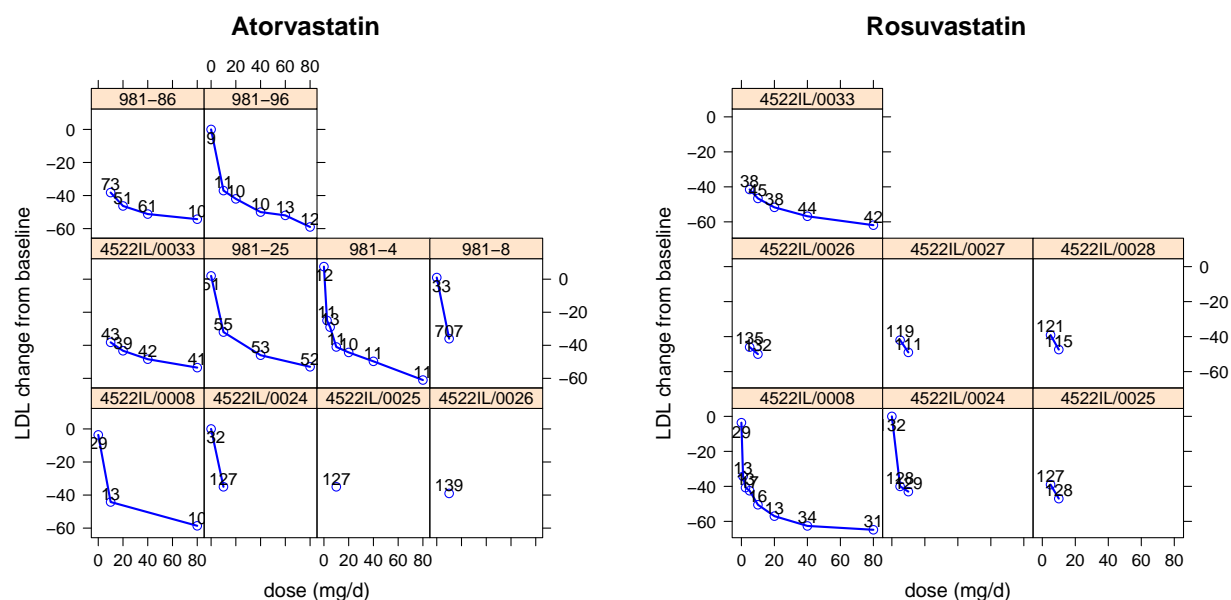 Atorvastatin
0 20 40 60 80
981−86 981−96
0
−20
−40
−60
73 51 61 10
9 11 10 10 13 12
4522IL/0033 981−25 981−4 981−8
0
−20
−40
−60
43 39 42 41
51 55 53 52
12 11 13 11 10 11 11
33 707
4522IL/0008 4522IL/0024 4522IL/0025 4522IL/0026
0
−20
−40
−60
29 13 10
32 127
127
139
0 20 40 60 80
0 20 40 60 80
dose (mg/d)
LDL change from baseline
Rosuvastatin
4522IL/0033
0
−20
−40
−60
38 45 38 44 42
4522IL/0026 4522IL/0027 4522IL/0028
0
−20
−40
−60
135 132
119 111
121 115
4522IL/0008 4522IL/0024 4522IL/0025
0
−20
−40
−60
29 13 13 17 16 13 34 31
32 128 129
127 128
0 20 40 60 80
0 20 40 60 80
dose (mg/d)
LDL change from baseline